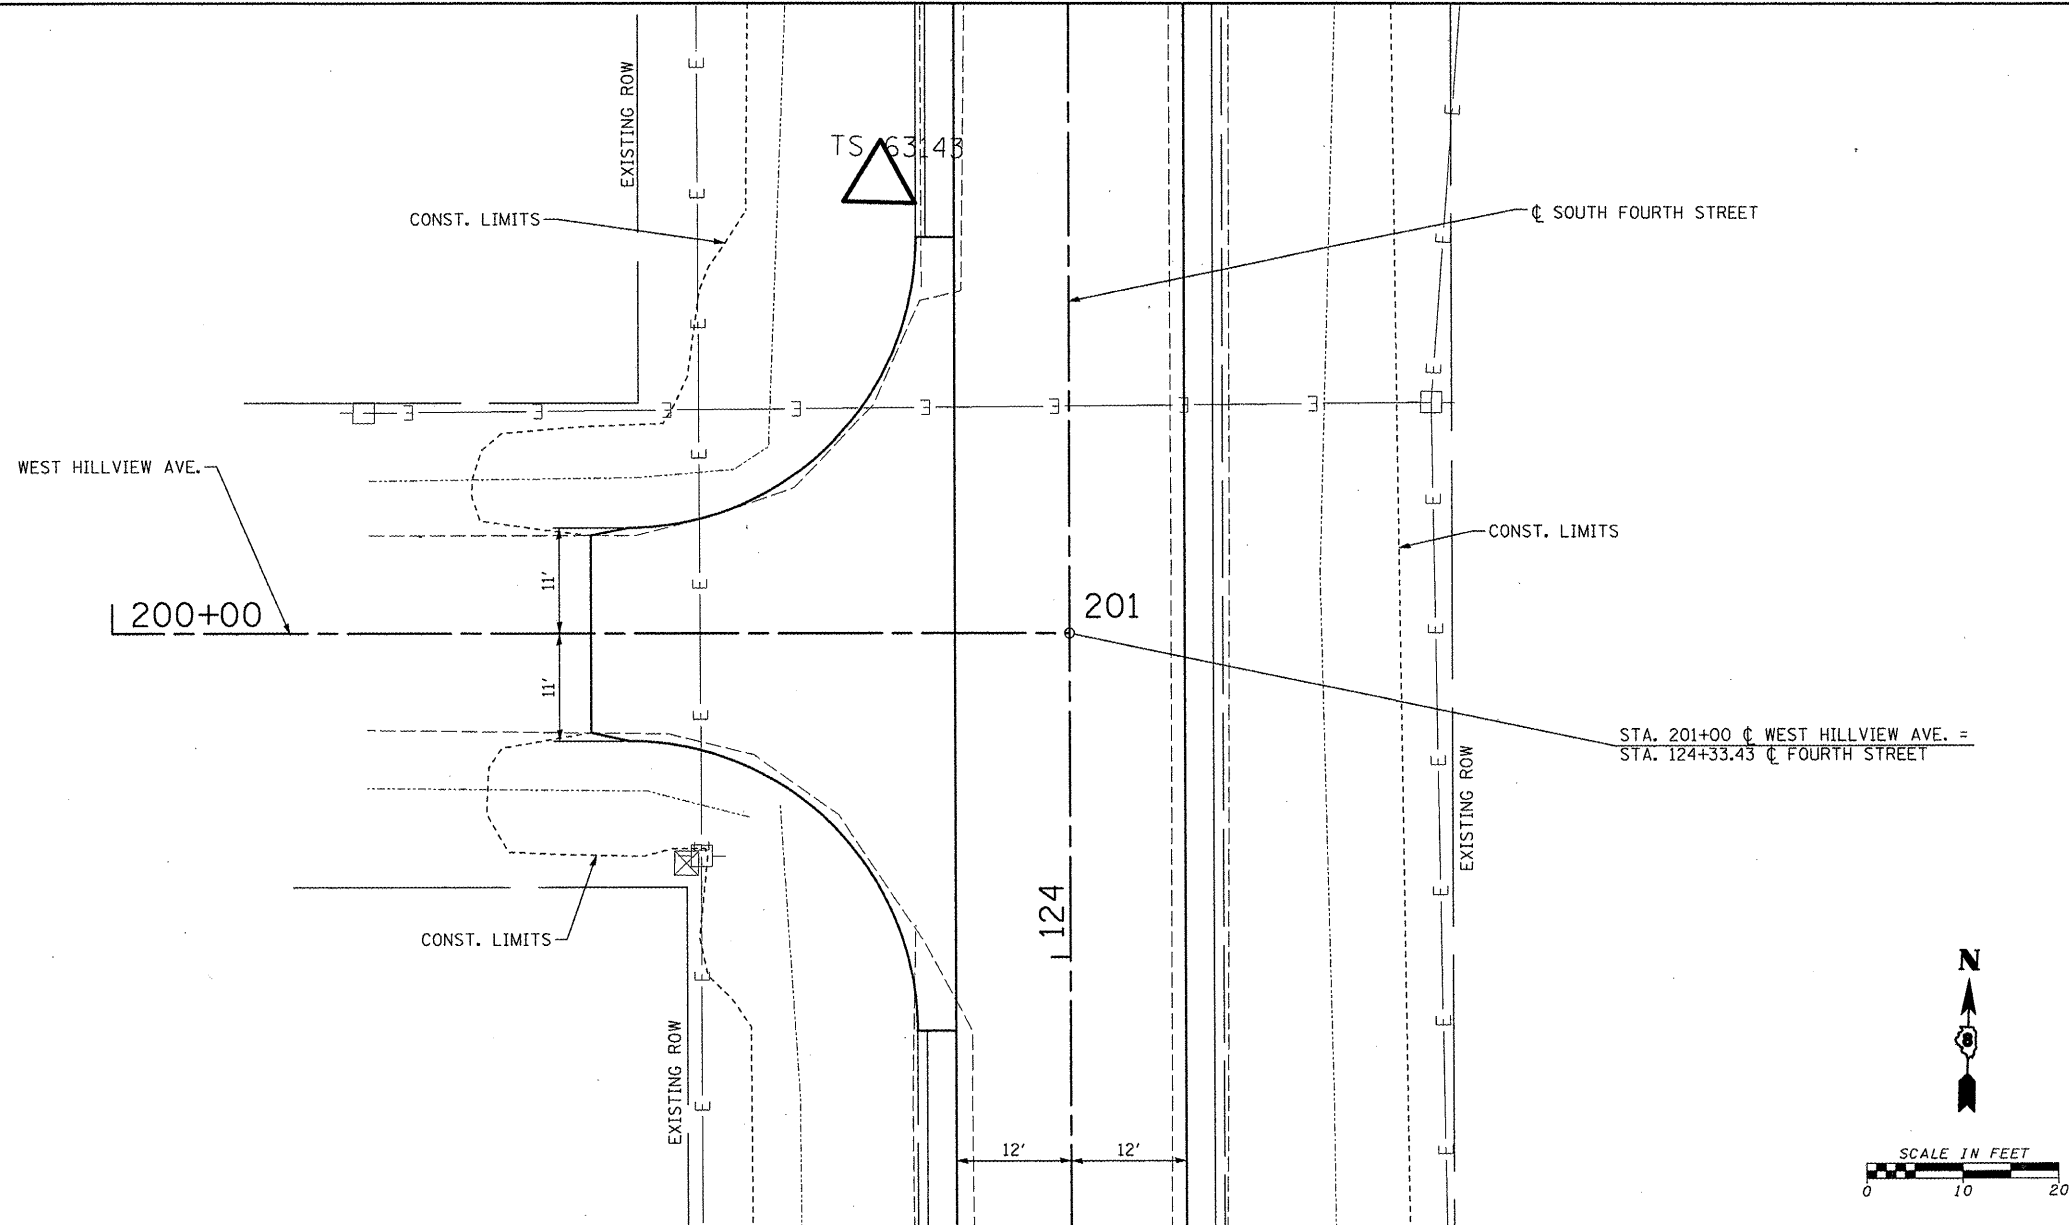 EXISTING ROW
TS 63143
CONST. LIMITS
℄ SOUTH FOURTH STREET
E E E E E E E E E E E E E E E E E E E E E E E E E E E E E
WEST HILLVIEW AVE.
CONST. LIMITS
11'
200+00
201
11'
STA. 201+00 ℄ WEST HILLVIEW AVE. =
STA. 124+33.43 ℄ FOURTH STREET
EXISTING ROW
124
CONST. LIMITS
N
8
EXISTING ROW
12' 12'
SCALE IN FEET
0 10 20